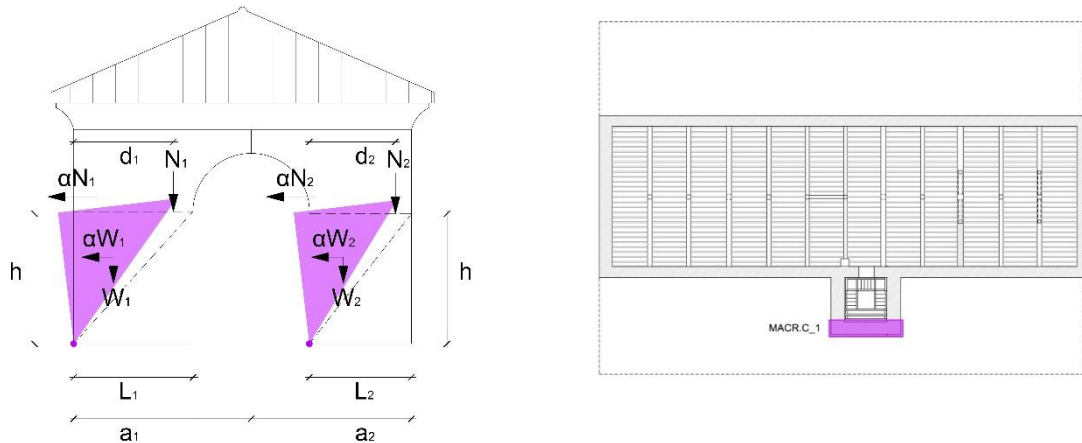 d₁ N₁ d₂ N₂
αN₁ αN₂
h αW₁ αW₂ h
W₁ W₂
L₁ L₂
a₁ a₂
MACR.C_1